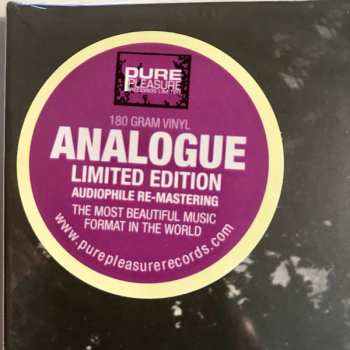 PURE
PLEASURE
RECORDS LIMITED
180 GRAM VINYL
ANALOGUE
LIMITED EDITION
AUDIOPHILE RE-MASTERING
THE MOST BEAUTIFUL MUSIC
FORMAT IN THE WORLD
www.purepleasurerecords.com